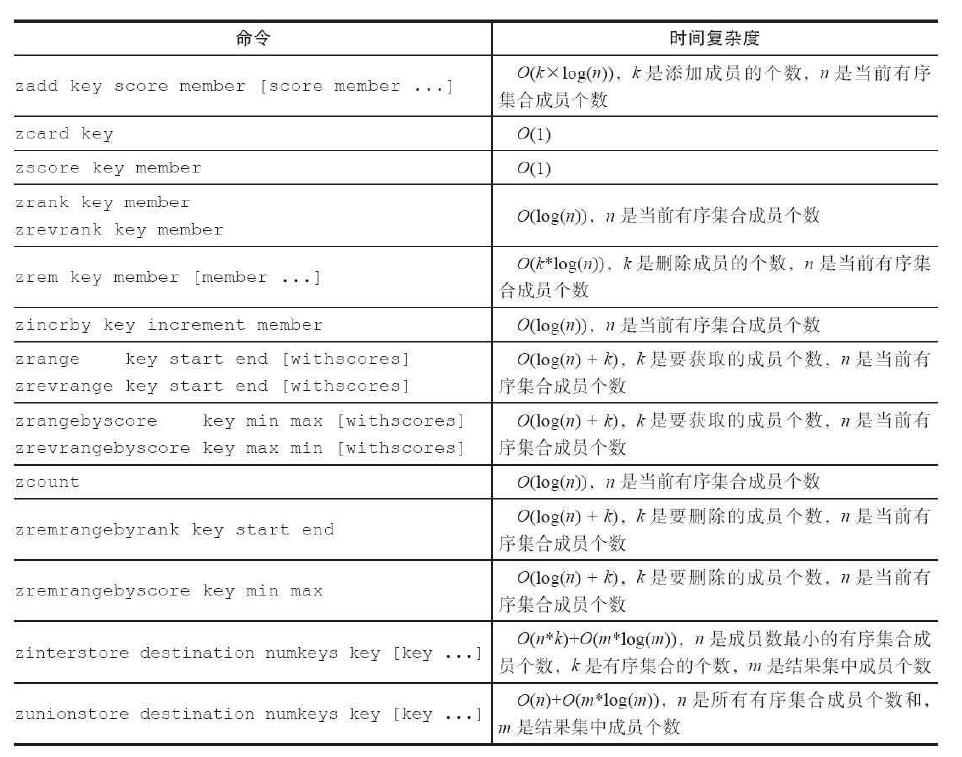 命令
时间复杂度
zadd key score member [score member ...]
O(k×log(n)), k 是添加成员的个数, n 是当前有序
集合成员个数
zcard key
O(1)
zscore key member
O(1)
zrank key member
zrevrank key member
O(log(n)), n 是当前有序集合成员个数
zrem key member [member ...]
O(k*log(n)), k 是删除成员的个数, n 是当前有序集
合成员个数
zincrby key increment member
O(log(n)), n 是当前有序集合成员个数
zrange key start end [withscores]
zrevrange key start end [withscores]
O(log(n) + k), k 是要获取的成员个数, n 是当前有
序集合成员个数
zrangebyscore key min max [withscores]
zrevrangebyscore key max min [withscores]
O(log(n) + k), k 是要获取的成员个数, n 是当前有
序集合成员个数
zcount
O(log(n)), n 是当前有序集合成员个数
zremrangebyrank key start end
O(log(n) + k), k 是要删除的成员个数, n 是当前有
序集合成员个数
zremrangebyscore key min max
O(log(n) + k), k 是要删除的成员个数, n 是当前有
序集合成员个数
zinterstore destination numkeys key [key ...]
O(n*k)+O(m*log(m)), n 是成员数最小的有序集合成
员个数, k 是有序集合的个数, m 是结果集中成员个数
zunionstore destination numkeys key [key ...]
O(n)+O(m*log(m)), n 是所有有序集合成员个数和,
m 是结果集中成员个数